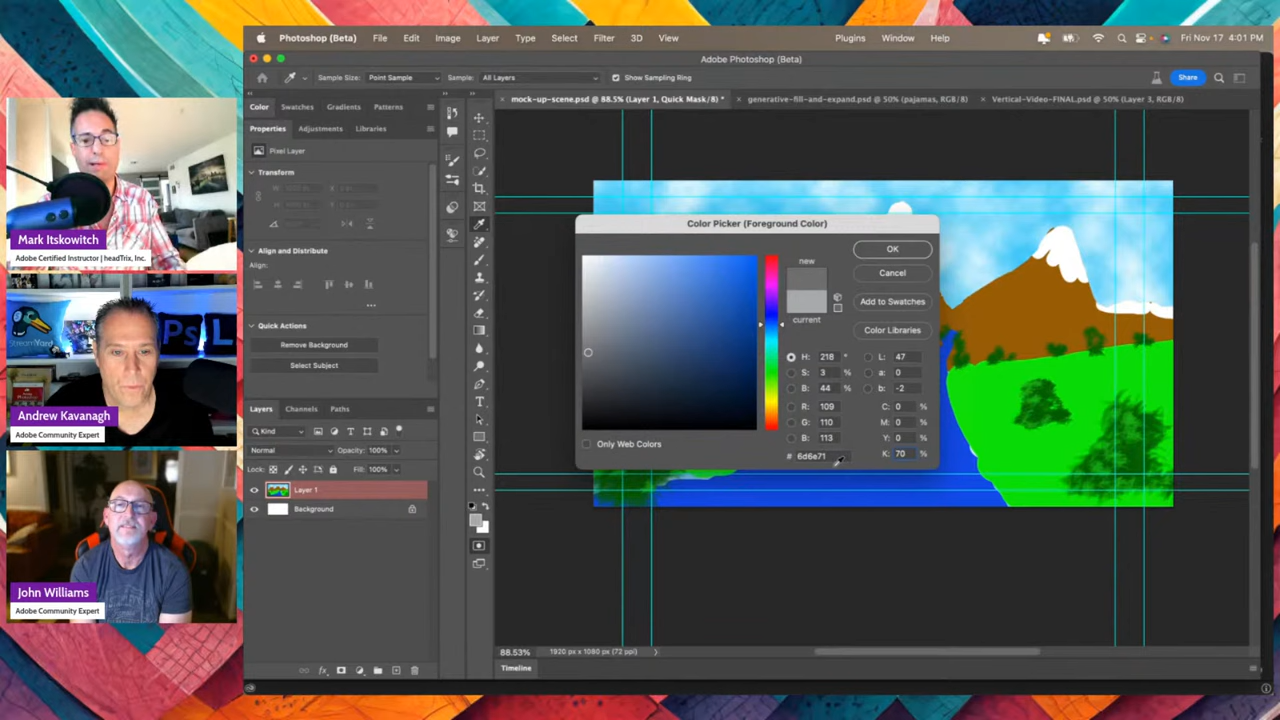 Photoshop (Beta) File Edit Image Layer Type Select Filter 3D View Plugins Window Help Fri Nov 17 4:01 PM
Adobe Photoshop (Beta)
Sample Size: Point Sample Sample: All Layers Show Sampling Ring Share
Color Swatches Gradients Patterns
mock-up-scene.psd @ 88.5% (Layer 1, Quick Mask/8) * generative-fill-and-expand.psd @ 50% (pajamas, RGB/8) Vertical-Video-FINAL.psd @ 50% (Layer 3, RGB/8)
Properties Adjustments Libraries
Pixel Layer
Transform
Align and Distribute
Align:
Quick Actions
Remove Background
Select Subject
Layers Channels Paths
Kind
Normal Opacity: 100%
Lock: Fill: 100%
Layer 1
Background
Color Picker (Foreground Color)
new
current
OK
Cancel
Add to Swatches
Color Libraries
H: 218 ° L: 47
S: 3 % a: 0
B: 44 % b: -2
R: 109 C: 0 %
G: 110 M: 0 %
B: 113 Y: 0 %
# 6d6e71 K: 70 %
Only Web Colors
88.53% 1920 px x 1080 px (72 ppi)
Timeline
Mark Itskowitch
Adobe Certified Instructor | headTrix, Inc.
StreamYard
Ps
Andrew Kavanagh
Adobe Community Expert
John Williams
Adobe Community Expert